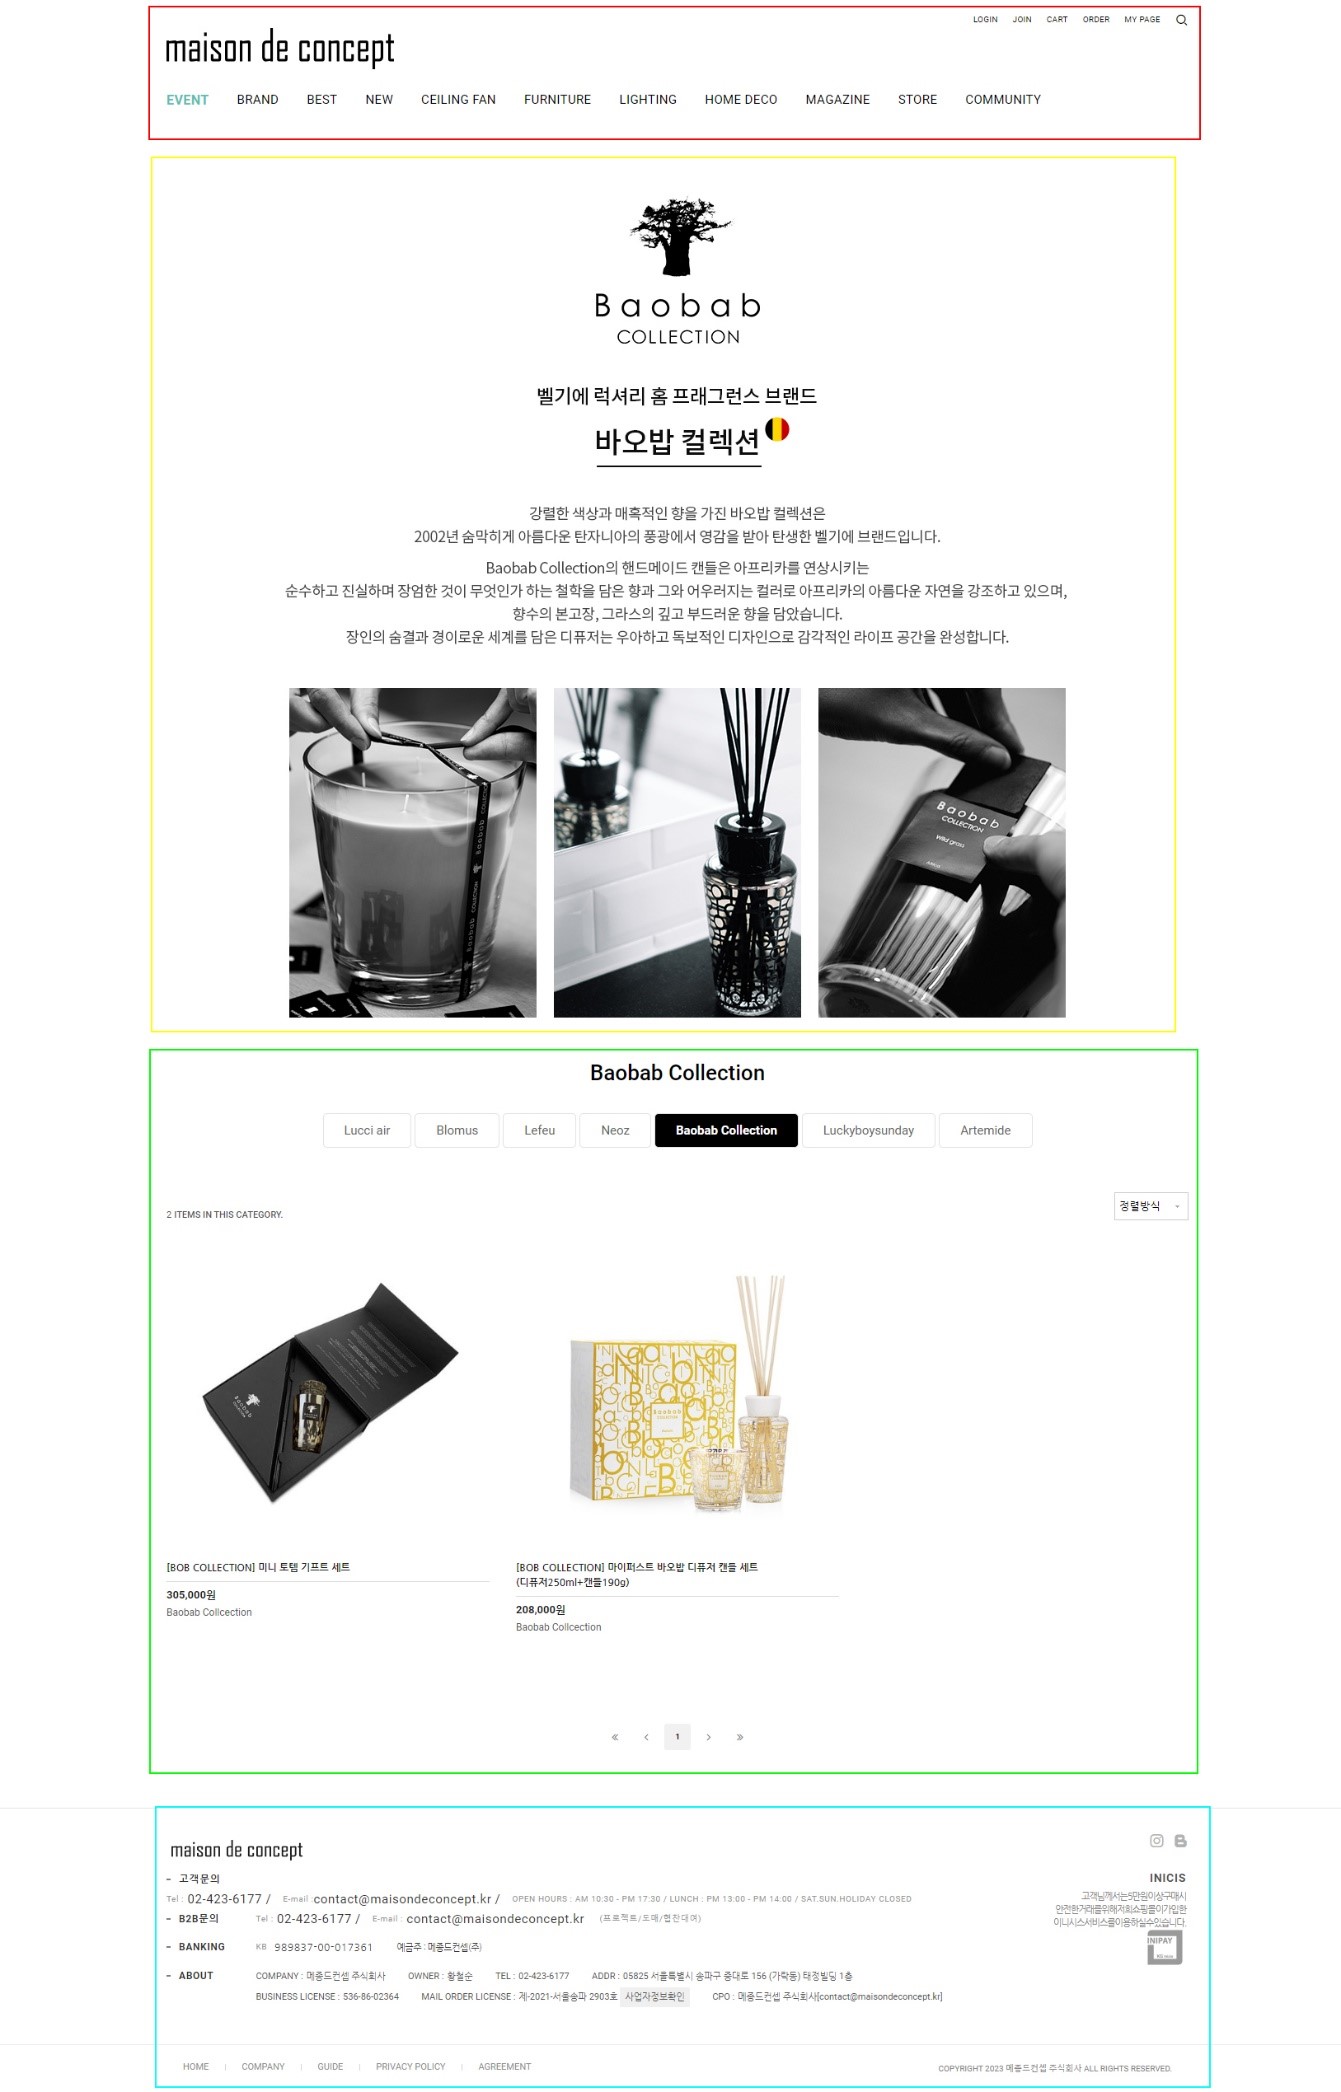 LOGIN JOIN CART ORDER MY PAGE
maison de concept
EVENT BRAND BEST NEW CEILING FAN FURNITURE LIGHTING HOME DECO MAGAZINE STORE COMMUNITY
Baobab
COLLECTION
벨기에 럭셔리 홈 프래그런스 브랜드
바오밥 컬렉션
강렬한 색상과 매혹적인 향을 가진 바오밥 컬렉션은
2002년 숨막히게 아름다운 탄자니아의 풍광에서 영감을 받아 탄생한 벨기에 브랜드입니다.
Baobab Collection의 핸드메이드 캔들은 아프리카를 연상시키는
순수하고 진실하며 장엄한 것이 무엇인가 하는 철학을 담은 향과 그와 어우러지는 컬러로 아프리카의 아름다운 자연을 강조하고 있으며,
향수의 본고장, 그라스의 깊고 부드러운 향을 담았습니다.
장인의 숨결과 경이로운 세계를 담은 디퓨저는 우아하고 독보적인 디자인으로 감각적인 라이프 공간을 완성합니다.
Baobab
COLLECTION
Wild grass
Baobab Collection
Lucci air Blomus Lefeu Neoz Baobab Collection Luckyboysunday Artemide
2 ITEMS IN THIS CATEGORY.
정렬방식
[BOB COLLECTION] 미니 토템 기프트 세트
305,000원
Baobab Collcection
[BOB COLLECTION] 마이퍼스트 바오밥 디퓨저 캔들 세트
(디퓨저250ml+캔들190g)
208,000원
Baobab Collcection
« ‹ 1 › »
maison de concept
- 고객문의
Tel : 02-423-6177 / E-mail : contact@maisondeconcept.kr / OPEN HOURS : AM 10:30 - PM 17:30 / LUNCH : PM 13:00 - PM 14:00 / SAT.SUN.HOLIDAY CLOSED
- B2B문의 Tel : 02-423-6177 / E-mail : contact@maisondeconcept.kr (프로젝트/도매/협찬대여)
- BANKING KB 989837-00-017361 예금주 : 메종드컨셉(주)
- ABOUT COMPANY : 메종드컨셉 주식회사 OWNER : 황철순 TEL : 02-423-6177 ADDR : 05825 서울특별시 송파구 중대로 156 (가락동) 태정빌딩 1층
BUSINESS LICENSE : 536-86-02364 MAIL ORDER LICENSE : 제-2021-서울송파 2903호 사업자정보확인 CPO : 메종드컨셉 주식회사[contact@maisondeconcept.kr]
INICIS
고객님께서는5만원이상구매시
안전한거래를위해저희쇼핑몰이가입한
이니시스서비스를이용하실수있습니다.
INIPAY
HOME | COMPANY | GUIDE | PRIVACY POLICY | AGREEMENT
COPYRIGHT 2023 메종드컨셉 주식회사 ALL RIGHTS RESERVED.